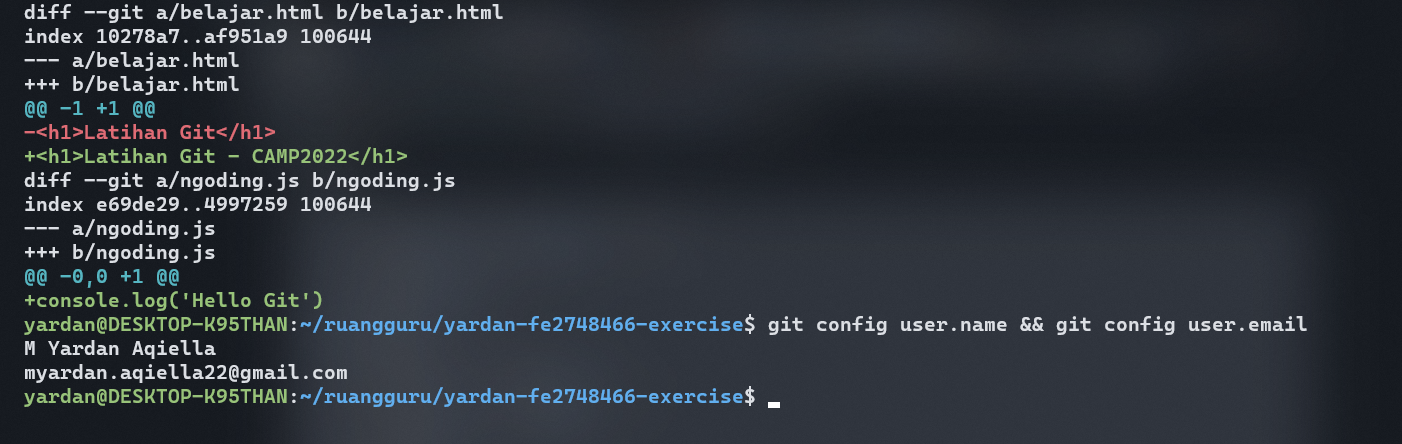 diff --git a/belajar.html b/belajar.html
index 10278a7..af951a9 100644
--- a/belajar.html
+++ b/belajar.html
@@ -1 +1 @@
-<h1>Latihan Git</h1>
+<h1>Latihan Git - CAMP2022</h1>
diff --git a/ngoding.js b/ngoding.js
index e69de29..4997259 100644
--- a/ngoding.js
+++ b/ngoding.js
@@ -0,0 +1 @@
+console.log('Hello Git')
yardan@DESKTOP-K95THAN:~/ruangguru/yardan-fe2748466-exercise$ git config user.name && git config user.email
M Yardan Aqiella
myardan.aqiella22@gmail.com
yardan@DESKTOP-K95THAN:~/ruangguru/yardan-fe2748466-exercise$